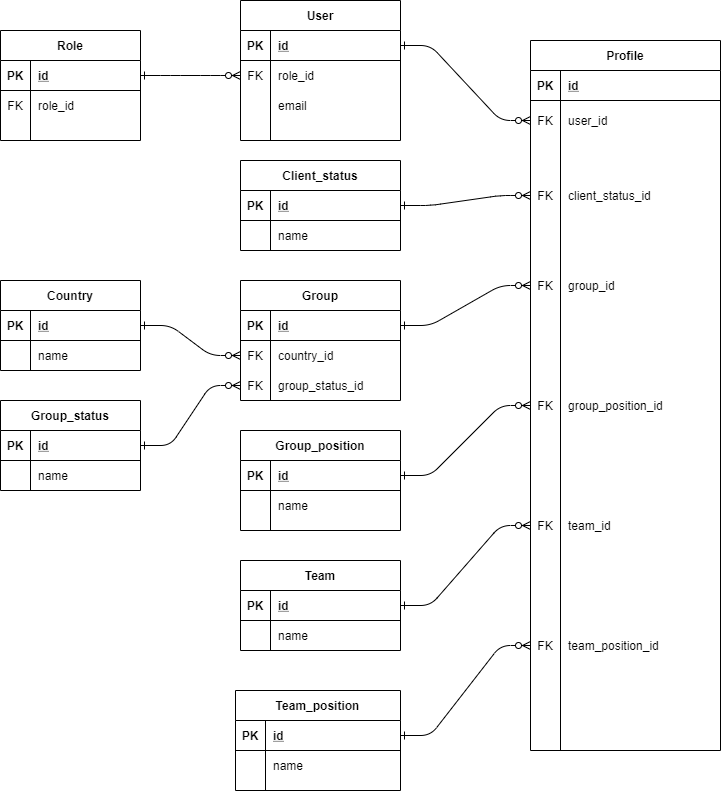 Role
PK id
FK role_id
User
PK id
FK role_id
email
Profile
PK id
FK user_id
FK client_status_id
FK group_id
FK group_position_id
FK team_id
FK team_position_id
Client_status
PK id
name
Country
PK id
name
Group
PK id
FK country_id
FK group_status_id
Group_status
PK id
name
Group_position
PK id
name
Team
PK id
name
Team_position
PK id
name